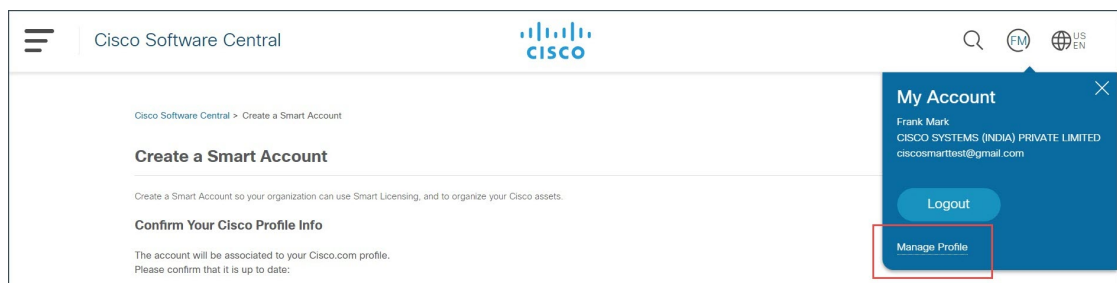 Cisco Software Central
CISCO
FM
US
EN
Cisco Software Central > Create a Smart Account
Create a Smart Account
Create a Smart Account so your organization can use Smart Licensing, and to organize your Cisco assets.
Confirm Your Cisco Profile Info
The account will be associated to your Cisco.com profile.
Please confirm that it is up to date:
My Account
Frank Mark
CISCO SYSTEMS (INDIA) PRIVATE LIMITED
ciscosmarttest@gmail.com
Logout
Manage Profile